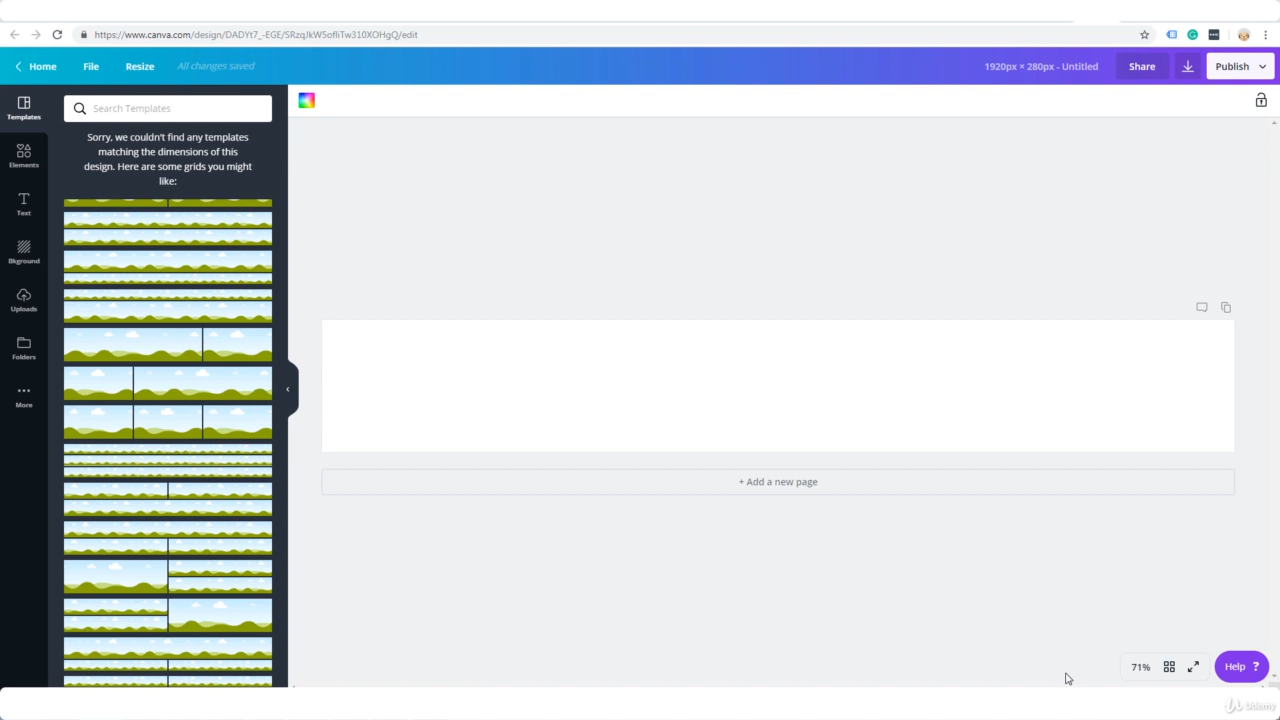 https://www.canva.com/design/DADYt7_-EGE/SRzqJkW5ofliTw310XOHgQ/edit
Home
File
Resize
All changes saved
1920px × 280px - Untitled
Share
Publish
Templates
Elements
Text
Bkground
Uploads
Folders
More
Search Templates
Sorry, we couldn't find any templates
matching the dimensions of this
design. Here are some grids you might
like:
+ Add a new page
71%
Help ?
Udemy